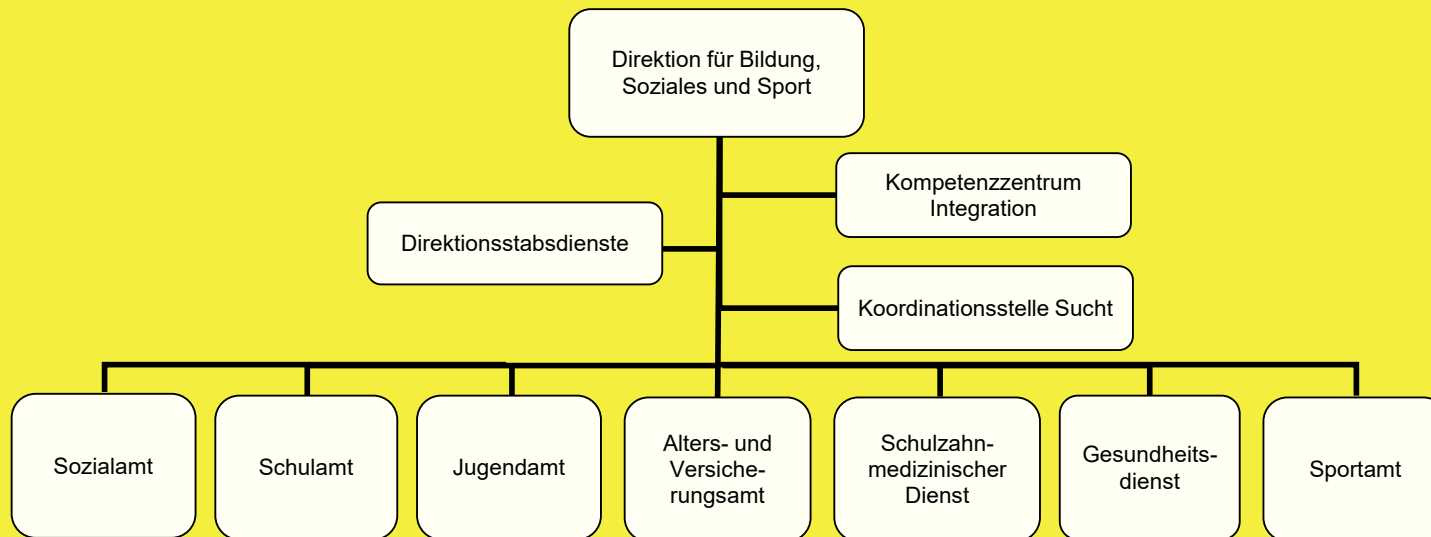 Direktion für Bildung,
Soziales und Sport
Kompetenzzentrum
Integration
Direktionsstabsdienste
Koordinationsstelle Sucht
Sozialamt
Schulamt
Jugendamt
Alters- und
Versiche-
rungsamt
Schulzahn-
medizinischer
Dienst
Gesundheits-
dienst
Sportamt